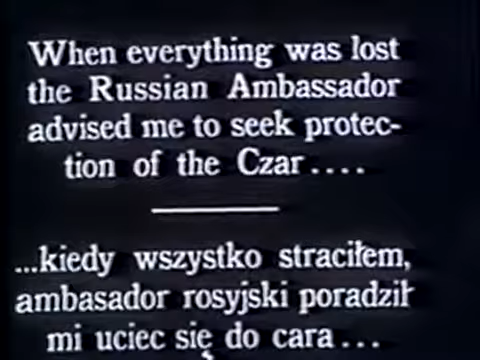 When everything was lost
the Russian Ambassador
advised me to seek protec-
tion of the Czar....
...kiedy wszystko straciłem,
ambasador rosyjski poradził
mi uciec się do cara...